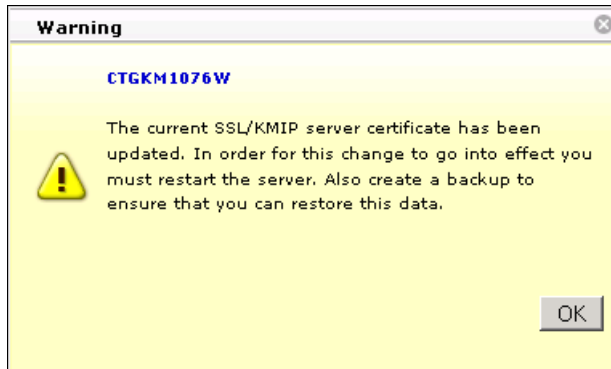 Warning
CTGKM1076W
The current SSL/KMIP server certificate has been
updated. In order for this change to go into effect you
must restart the server. Also create a backup to
ensure that you can restore this data.
OK